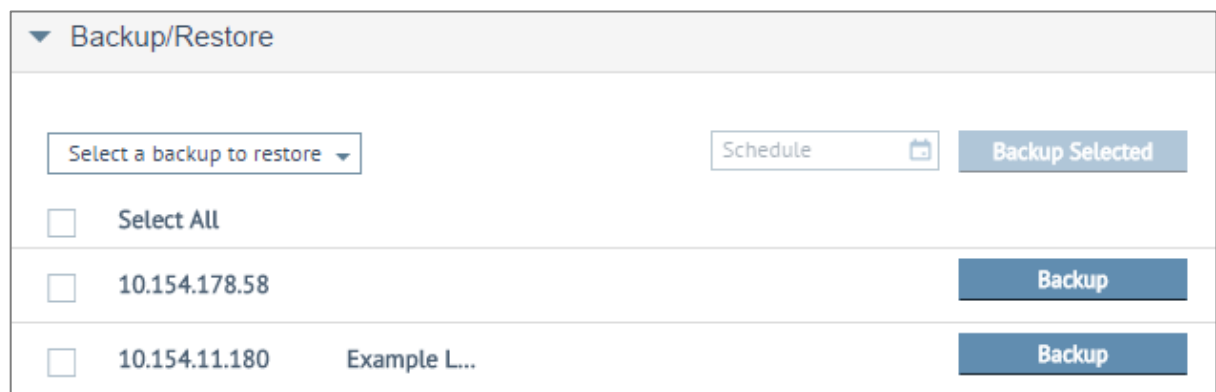 Backup/Restore
Select a backup to restore Schedule Backup Selected
Select All
10.154.178.58 Backup
10.154.11.180 Example L... Backup